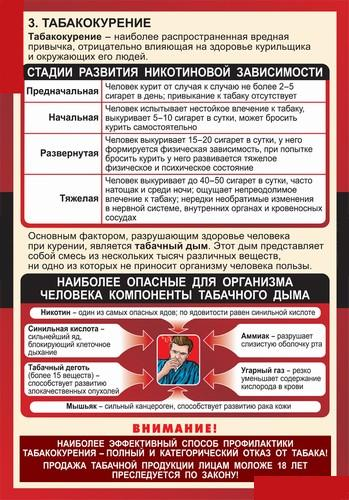 3. ТАБАКОКУРЕНИЕ
Табакокурение – наиболее распространенная вредная
привычка, отрицательно влияющая на здоровье курильщика
и окружающих его людей.
СТАДИИ РАЗВИТИЯ НИКОТИНОВОЙ ЗАВИСИМОСТИ
Предначальная
Человек курит от случая к случаю не более 2–5
сигарет в день; привыкание к табаку отсутствует
Начальная
Человек испытывает нестойкое влечение к табаку,
выкуривает 5–10 сигарет в сутки, может бросить
курить самостоятельно
Развернутая
Человек выкуривает 15–20 сигарет в сутки, у него
формируется физическая зависимость, при попытке
бросить курить у него развивается тяжелое
физическое и психическое состояние
Тяжелая
Человек выкуривает до 40–50 сигарет в сутки, часто
натощак и среди ночи; ощущает непреодолимое
влечение к табаку; нередки необратимые изменения
в нервной системе, внутренних органах и кровеносных
сосудах
Основным фактором, разрушающим здоровье человека
при курении, является табачный дым. Этот дым представляет
собой смесь из нескольких тысяч различных веществ,
ни одно из которых не приносит организму человека пользы.
НАИБОЛЕЕ ОПАСНЫЕ ДЛЯ ОРГАНИЗМА
ЧЕЛОВЕКА КОМПОНЕНТЫ ТАБАЧНОГО ДЫМА
Никотин – один из самых опасных ядов; по ядовитости равен синильной кислоте
Синильная кислота –
сильнейший яд,
блокирующий клеточное
дыхание
Аммиак – разрушает
слизистую оболочку рта
Табачный деготь
(более 15 веществ) –
способствует развитию
злокачественных опухолей
Угарный газ – резко
уменьшает содержание
кислорода в крови
Мышьяк – сильный канцероген, способствует развитию рака кожи
ВНИМАНИЕ!
НАИБОЛЕЕ ЭФФЕКТИВНЫЙ СПОСОБ ПРОФИЛАКТИКИ
ТАБАКОКУРЕНИЯ – ПОЛНЫЙ И КАТЕГОРИЧЕСКИЙ ОТКАЗ ОТ ТАБАКА!
ПРОДАЖА ТАБАЧНОЙ ПРОДУКЦИИ ЛИЦАМ МОЛОЖЕ 18 ЛЕТ
ПРЕСЛЕДУЕТСЯ ПО ЗАКОНУ!